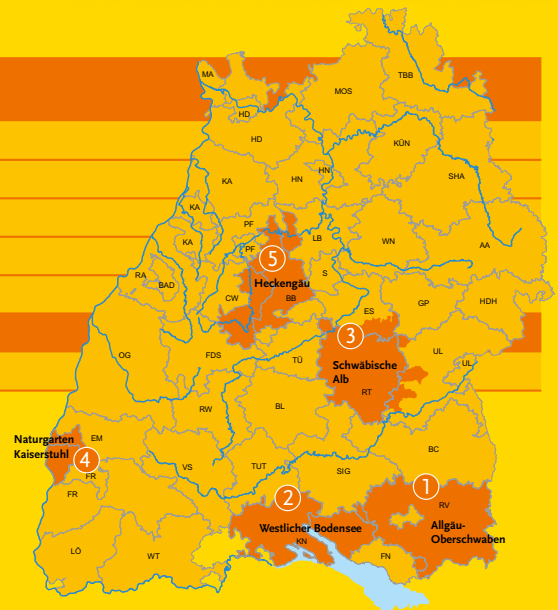 MA
TBB
MOS
HD
HD
KÜN
HN
HN
SHA
KA
KA
PF
LB
WN
KA
PF
AA
5
S
RA
BAD
Heckengäu
CW
BB
GP
HDH
ES
3
OG
FDS
TÜ
UL
UL
Schwäbische
Alb
RT
RW
BL
Naturgarten
Kaiserstuhl
EM
4
FR
FR
VS
TUT
SIG
BC
1
2
RV
Westlicher Bodensee
Allgäu-
Oberschwaben
KN
LÖ
WT
FN